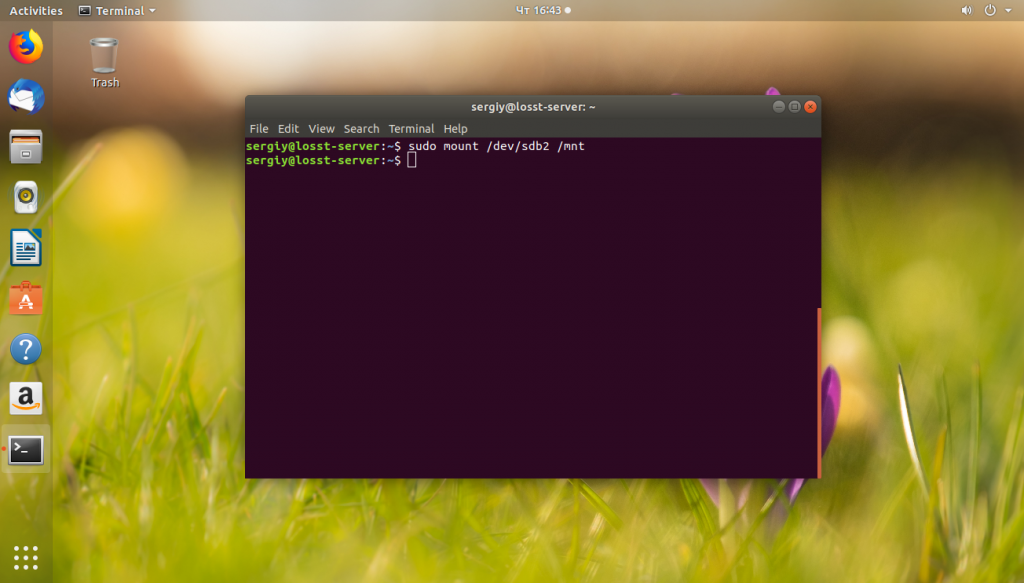 Activities Terminal Чт 16:43
Trash
sergiy@losst-server: ~
File Edit View Search Terminal Help
sergiy@losst-server:~$ sudo mount /dev/sdb2 /mnt
sergiy@losst-server:~$